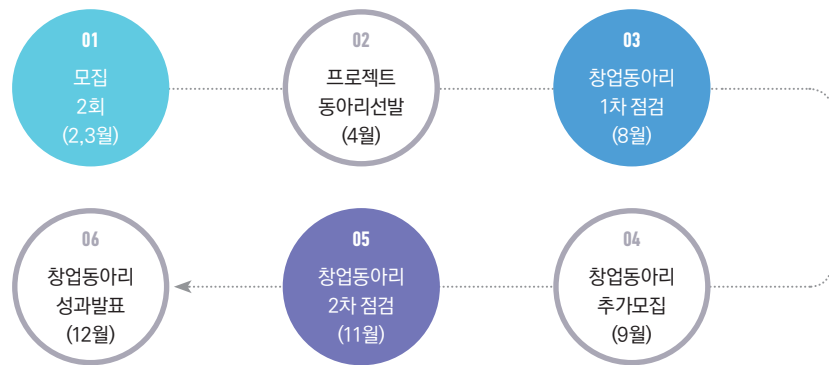 01
모집
2회
(2,3월)
02
프로젝트
동아리선발
(4월)
03
창업동아리
1차 점검
(8월)
04
창업동아리
추가모집
(9월)
05
창업동아리
2차 점검
(11월)
06
창업동아리
성과발표
(12월)